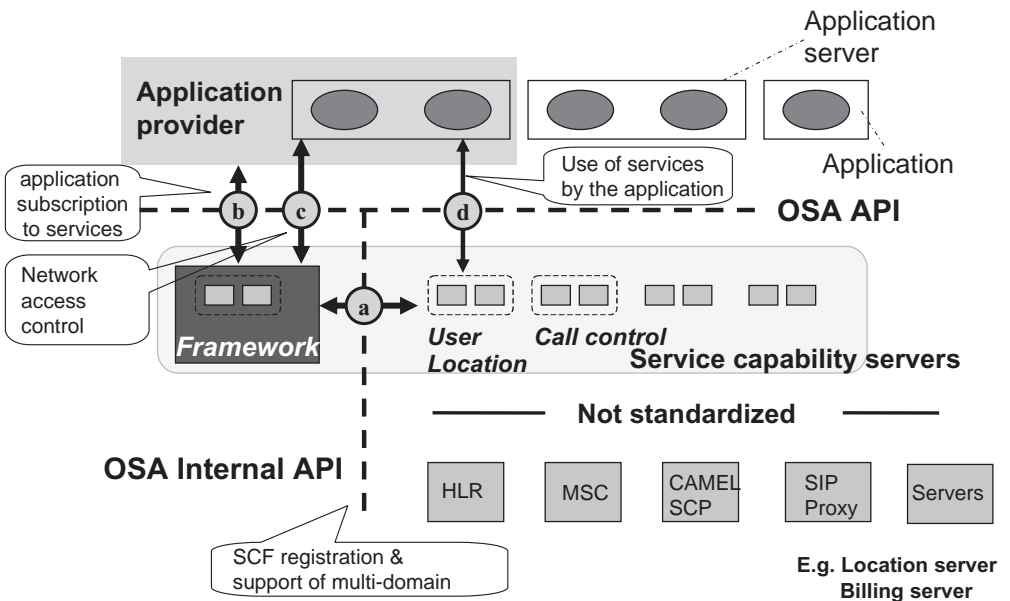 Application
server
Application
provider
Application
application
subscription
to services
Use of services
by the application
b
c
d
OSA API
Network
access
control
a
Framework
User
Location
Call control
Service capability servers
Not standardized
OSA Internal API
HLR
MSC
CAMEL
SCP
SIP
Proxy
Servers
SCF registration &
support of multi-domain
E.g. Location server
Billing server